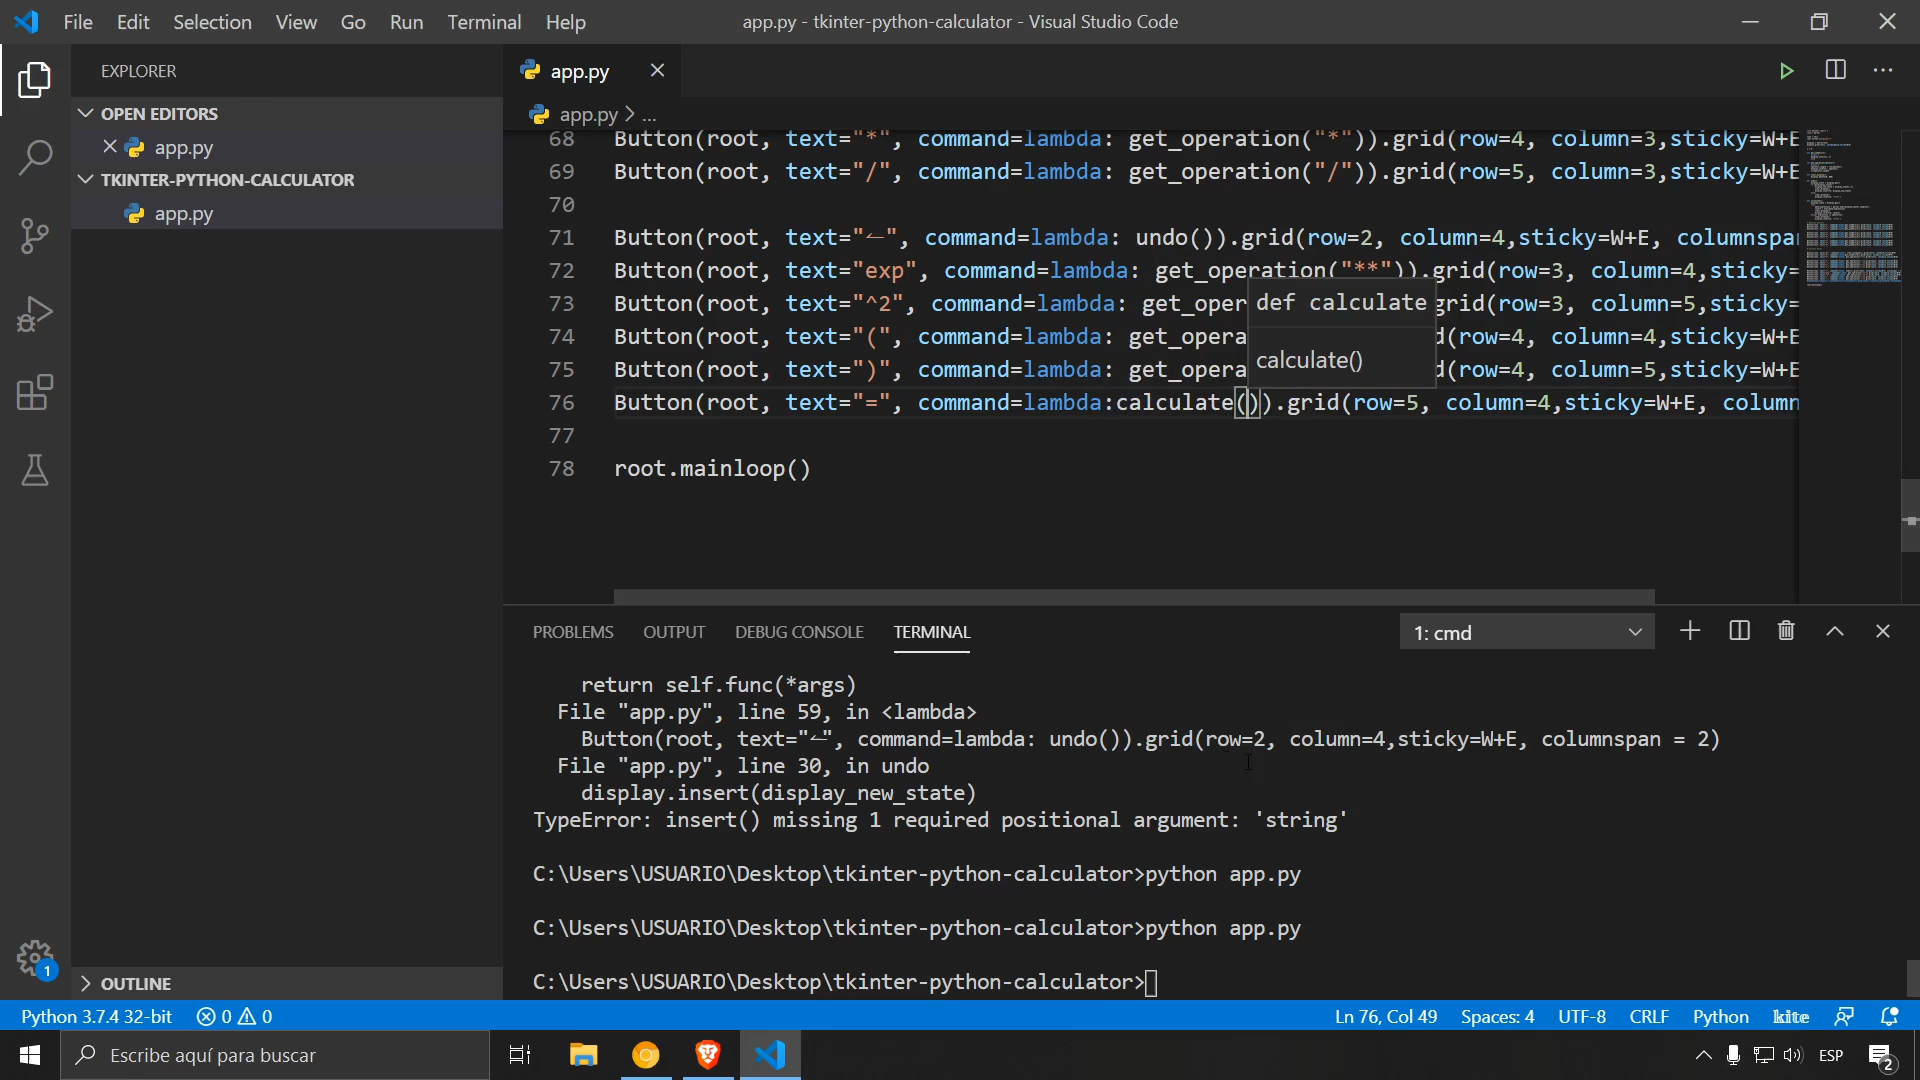 File Edit Selection View Go Run Terminal Help
app.py - tkinter-python-calculator - Visual Studio Code
EXPLORER
OPEN EDITORS
app.py
TKINTER-PYTHON-CALCULATOR
app.py
OUTLINE
app.py
app.py > ...
68 Button(root, text="*", command=lambda: get_operation("*")).grid(row=4, column=3,sticky=W+E
69 Button(root, text="/", command=lambda: get_operation("/")).grid(row=5, column=3,sticky=W+E
70
71 Button(root, text="←", command=lambda: undo()).grid(row=2, column=4,sticky=W+E, columnspan
72 Button(root, text="exp", command=lambda: get_operation("**")).grid(row=3, column=4,sticky=
73 Button(root, text="^2", command=lambda: get_oper grid(row=3, column=5,sticky=
74 Button(root, text="(", command=lambda: get_opera d(row=4, column=4,sticky=W+E
75 Button(root, text=")", command=lambda: get_opera d(row=4, column=5,sticky=W+E
76 Button(root, text="=", command=lambda:calculate()).grid(row=5, column=4,sticky=W+E, column
77
78 root.mainloop()
def calculate
calculate()
PROBLEMS OUTPUT DEBUG CONSOLE TERMINAL
1: cmd
return self.func(*args)
File "app.py", line 59, in <lambda>
Button(root, text="←", command=lambda: undo()).grid(row=2, column=4,sticky=W+E, columnspan = 2)
File "app.py", line 30, in undo
display.insert(display_new_state)
TypeError: insert() missing 1 required positional argument: 'string'
C:\Users\USUARIO\Desktop\tkinter-python-calculator>python app.py
C:\Users\USUARIO\Desktop\tkinter-python-calculator>python app.py
C:\Users\USUARIO\Desktop\tkinter-python-calculator>
1
Python 3.7.4 32-bit 0 0
Ln 76, Col 49 Spaces: 4 UTF-8 CRLF Python kite
Escribe aquí para buscar
ESP
2